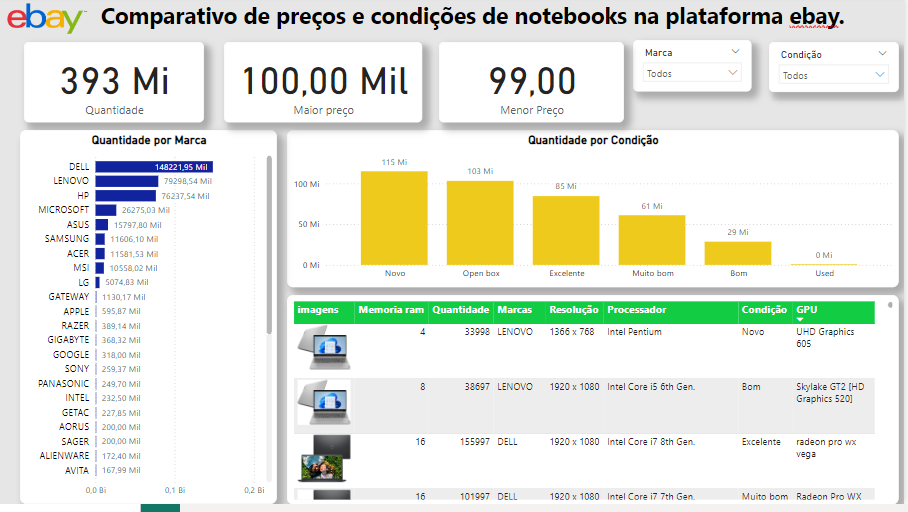 ebay
Comparativo de preços e condições de notebooks na plataforma ebay.
393 Mi
Quantidade
100,00 Mil
Maior preço
99,00
Menor Preço
Marca
Todos
Condição
Todos
Quantidade por Marca
DELL 148221,95 Mil
LENOVO 79298,54 Mil
HP 76237,54 Mil
MICROSOFT 26275,03 Mil
ASUS 15797,80 Mil
SAMSUNG 11606,10 Mil
ACER 11581,53 Mil
MSI 10558,02 Mil
LG 5074,83 Mil
GATEWAY 1130,17 Mil
APPLE 595,87 Mil
RAZER 389,14 Mil
GIGABYTE 368,32 Mil
GOOGLE 318,00 Mil
SONY 259,37 Mil
PANASONIC 249,70 Mil
INTEL 232,50 Mil
GETAC 227,85 Mil
AORUS 200,00 Mil
SAGER 200,00 Mil
ALIENWARE 172,40 Mil
AVITA 167,99 Mil
0,0 Bi 0,1 Bi 0,2 Bi
Quantidade por Condição
100 Mi
50 Mi
0 Mi
115 Mi
103 Mi
85 Mi
61 Mi
29 Mi
0 Mi
Novo Open box Excelente Muito bom Bom Used
imagens Memoria ram Quantidade Marcas Resolução Processador Condição GPU
4 33998 LENOVO 1366 x 768 Intel Pentium Novo UHD Graphics
605
8 38697 LENOVO 1920 x 1080 Intel Core i5 6th Gen. Bom Skylake GT2 [HD
Graphics 520]
16 155997 DELL 1920 x 1080 Intel Core i7 8th Gen. Excelente radeon pro wx
vega
16 101997 DELL 1920 x 1080 Intel Core i7 7th Gen. Muito bom Radeon Pro WX